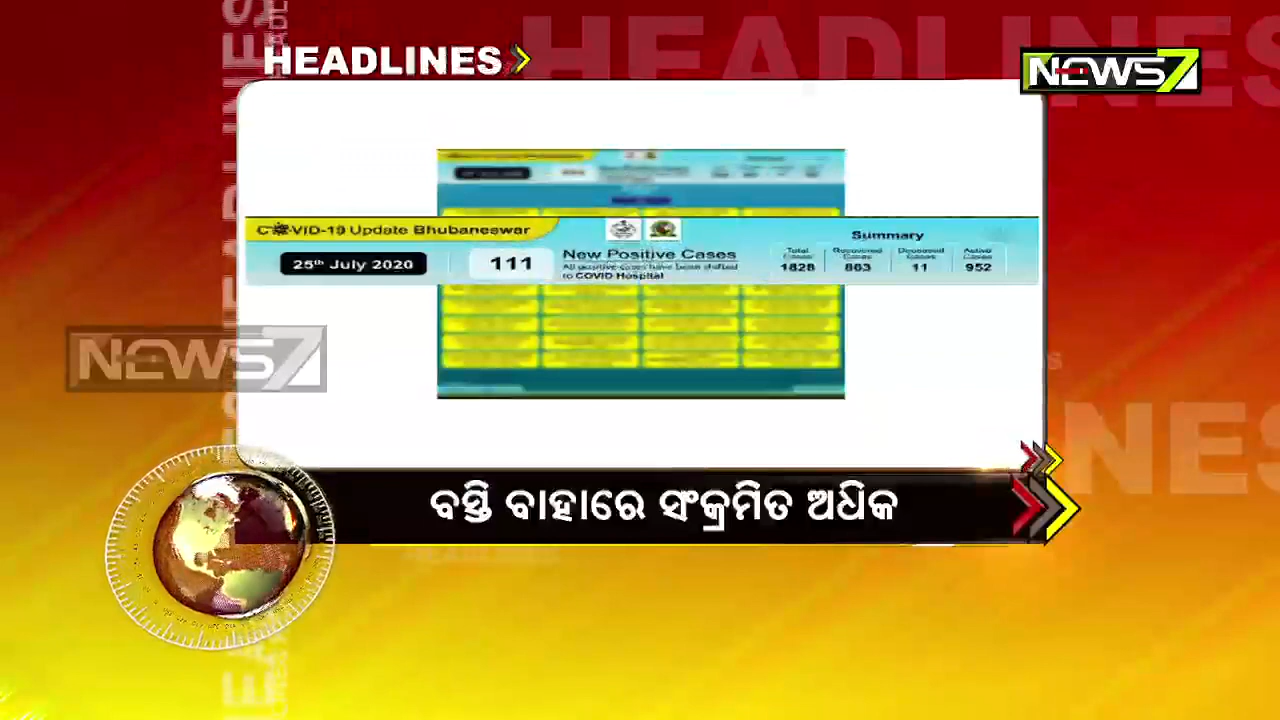 HEADLINES
NEWS7
COVID-19 Update Bhubaneswar
25th July 2020
111
New Positive Cases
All positive cases have been shifted
to COVID Hospital
Summary
Total Cases 1828
Recovered Cases 863
Deceased Cases 11
Active Cases 952
NEWS7
ବସ୍ତି ବାହାରେ ସଂକ୍ରମିତ ଅଧିକ